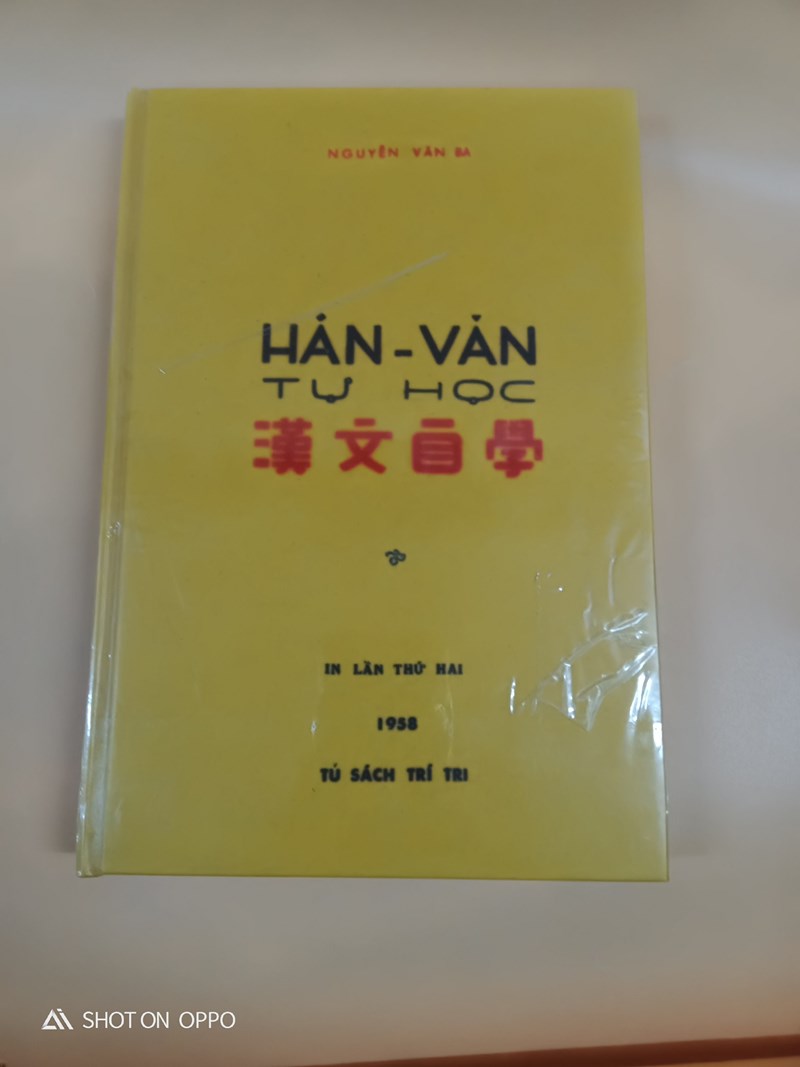 NGUYỄN VĂN BA
HÁN-VĂN
TỰ HỌC
漢文自學
IN LẦN THỨ HAI
1958
TỦ SÁCH TRÍ TRI
SHOT ON OPPO